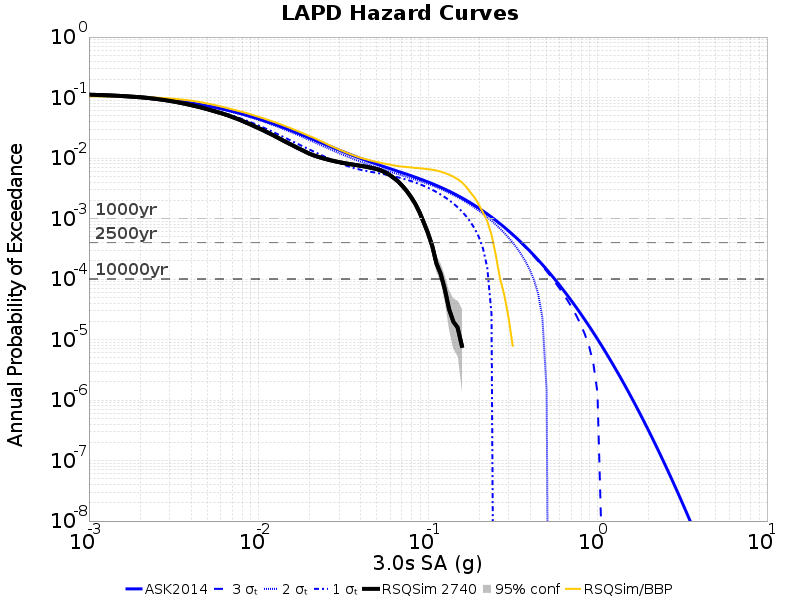 LAPD Hazard Curves
Annual Probability of Exceedance
10^0
10^-1
10^-2
10^-3
10^-4
10^-5
10^-6
10^-7
10^-8
1000yr
2500yr
10000yr
10^-3 10^-2 10^-1 10^0 10^1
3.0s SA (g)
ASK2014 3 σₜ 2 σₜ 1 σₜ RSQSim 2740 95% conf RSQSim/BBP